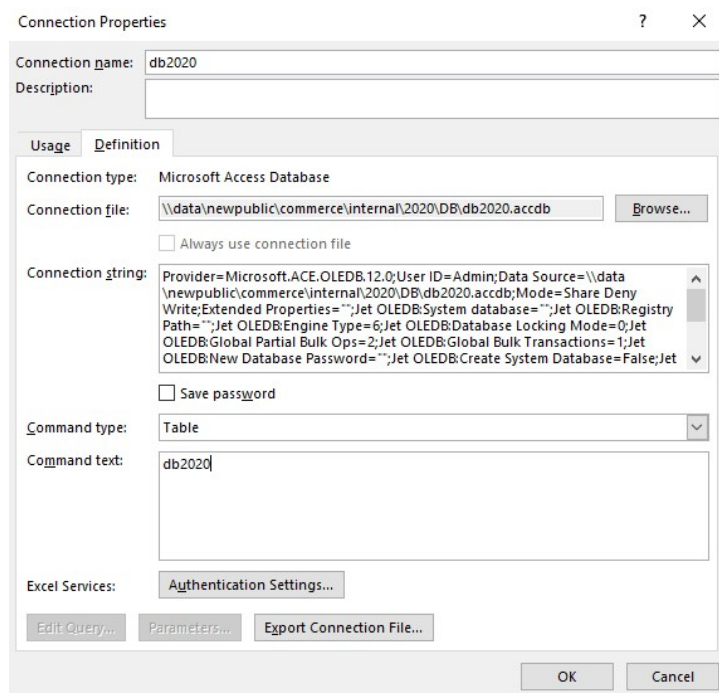 Connection Properties ? ×
Connection name: db2020
Description:
Usage Definition
Connection type: Microsoft Access Database
Connection file: \\data\newpublic\commerce\internal\2020\DB\db2020.accdb Browse...
Always use connection file
Connection string: Provider=Microsoft.ACE.OLEDB.12.0;User ID=Admin;Data Source=\\data
\newpublic\commerce\internal\2020\DB\db2020.accdb;Mode=Share Deny
Write;Extended Properties="";Jet OLEDB:System database="";Jet OLEDB:Registry
Path="";Jet OLEDB:Engine Type=6;Jet OLEDB:Database Locking Mode=0;Jet
OLEDB:Global Partial Bulk Ops=2;Jet OLEDB:Global Bulk Transactions=1;Jet
OLEDB:New Database Password="";Jet OLEDB:Create System Database=False;Jet
Save password
Command type: Table
Command text: db2020
Excel Services: Authentication Settings...
Edit Query... Parameters... Export Connection File...
OK Cancel